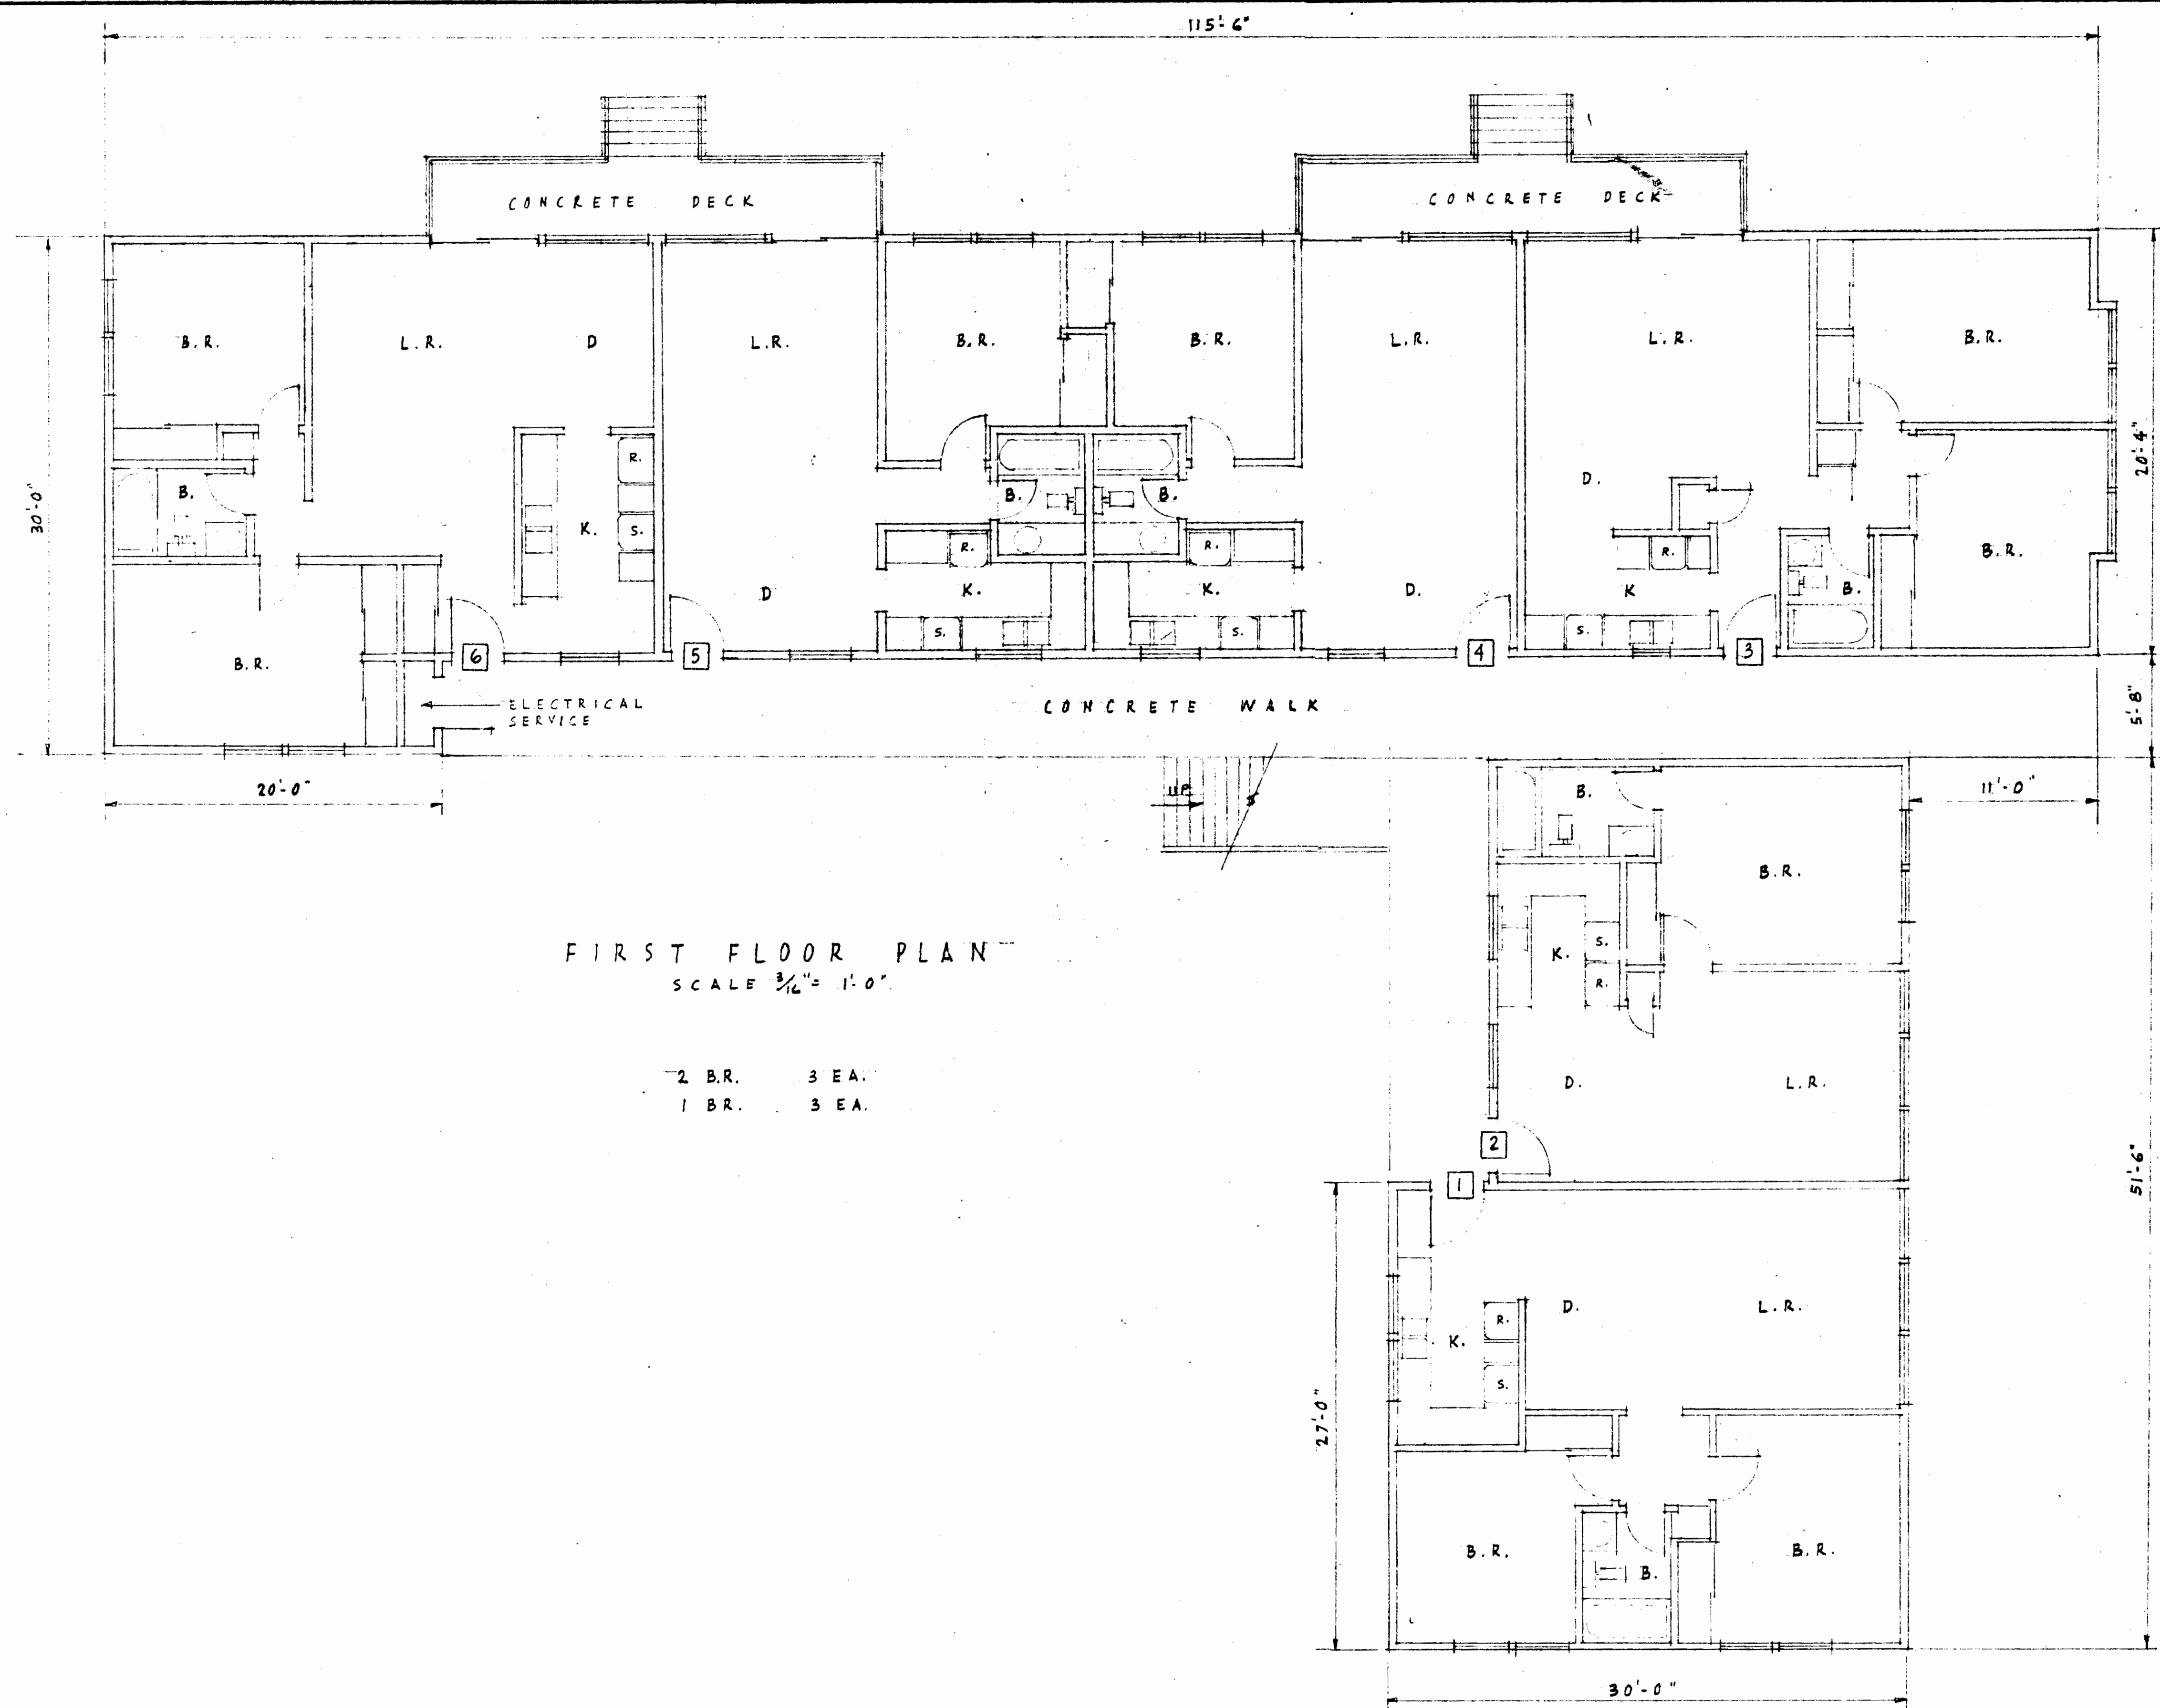 115'-6"
CONCRETE DECK
CONCRETE DECK
B.R.
L.R.
D
L.R.
B.R.
B.R.
L.R.
L.R.
B.R.
30'-0"
20'-4"
R.
B.
K.
S.
B.
B.
D.
R.
R.
R.
B.R.
D
K.
K.
D.
K
B.
S.
S.
S.
B.R.
6
5
4
3
ELECTRICAL
SERVICE
CONCRETE WALK
5'-8"
20'-0"
UP
B.
11'-0"
B.R.
FIRST FLOOR PLAN
SCALE 3/16" = 1'-0"
K.
S.
R.
2 B.R. 3 EA.
1 BR. 3 EA.
D.
L.R.
2
1
51'-6"
D.
L.R.
K.
R.
S.
27'-0"
B.R.
B.
B.R.
30'-0"